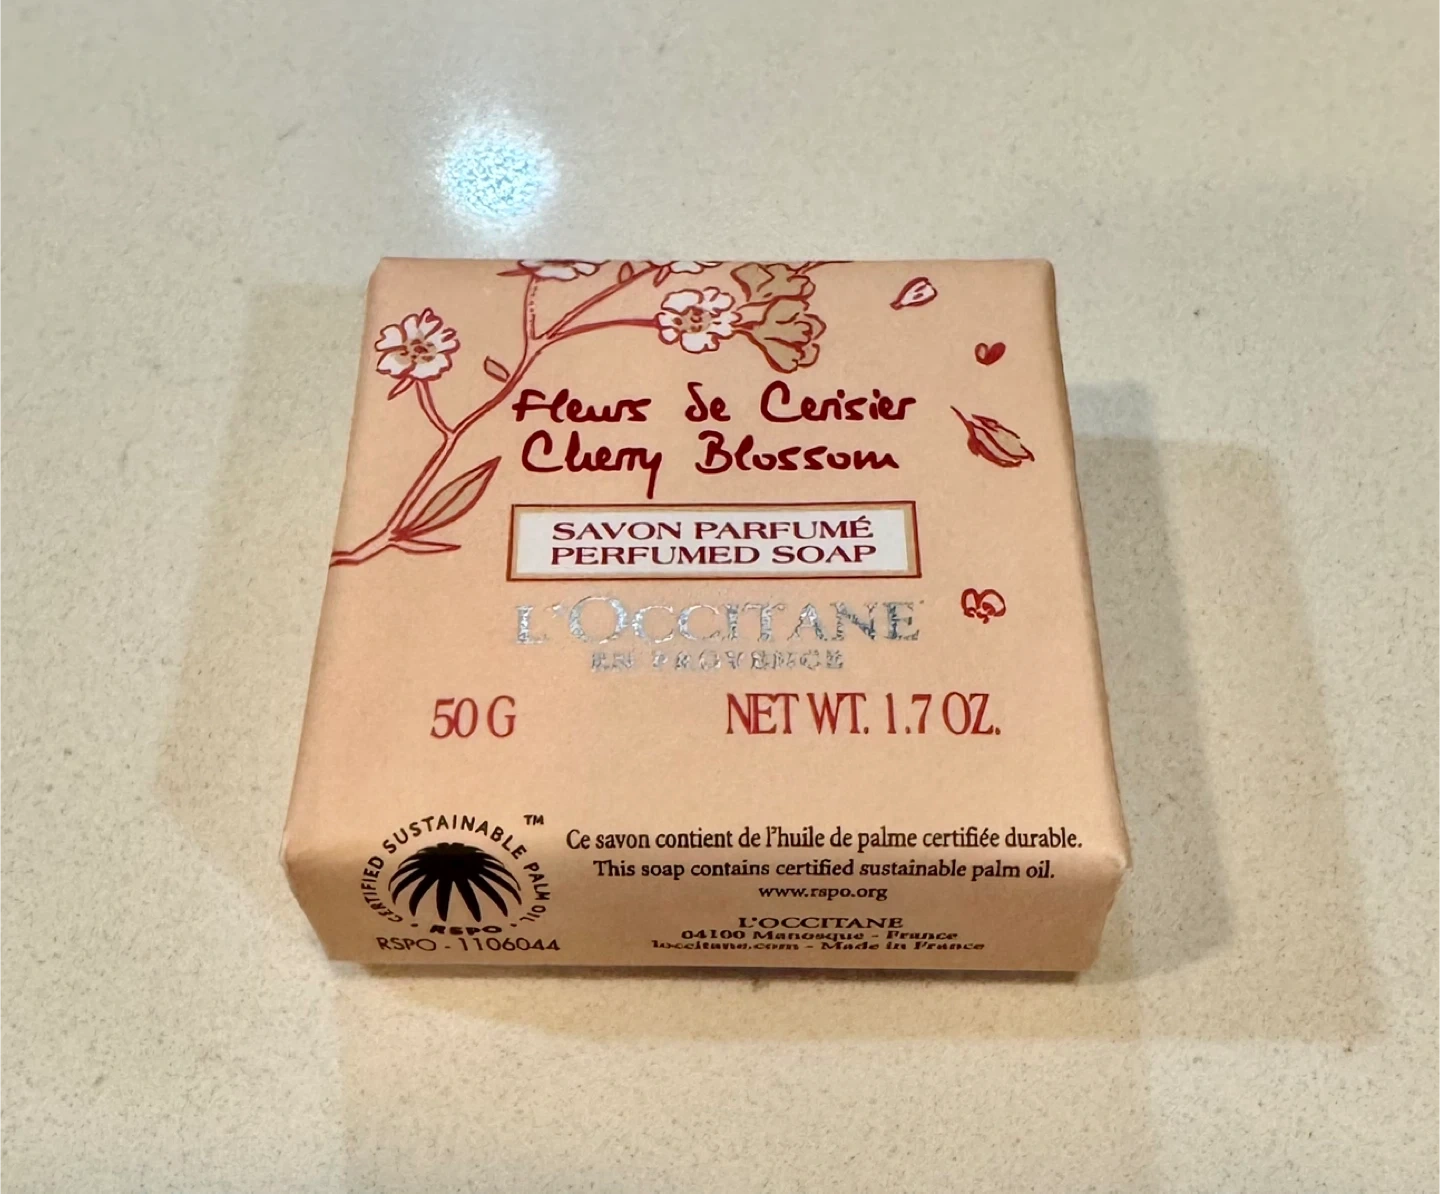 Fleurs de Cerisier
Cherry Blossom
SAVON PARFUMÉ
PERFUMED SOAP
L'OCCITANE
EN PROVENCE
50 G
NET WT. 1.7 OZ.
CERTIFIED SUSTAINABLE PALM OIL ™
RSPO
RSPO - 1106044
Ce savon contient de l'huile de palme certifiée durable.
This soap contains certified sustainable palm oil.
www.rspo.org
L'OCCITANE
04100 Manosque - France
loccitane.com - Made in France